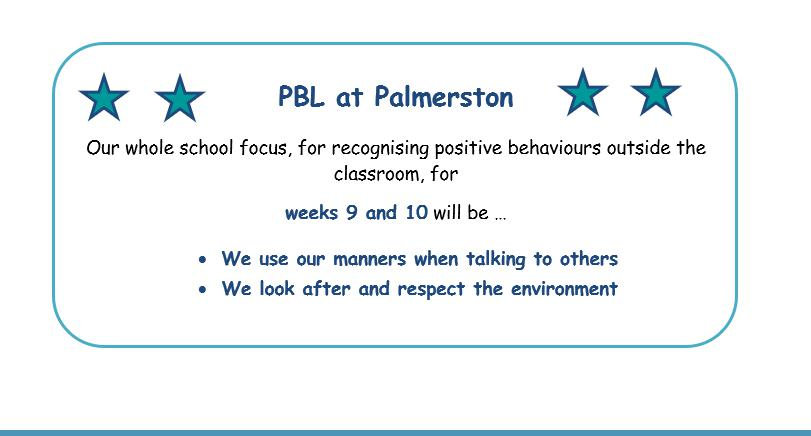 PBL at Palmerston
Our whole school focus, for recognising positive behaviours outside the
classroom, for
weeks 9 and 10 will be …
• We use our manners when talking to others
• We look after and respect the environment